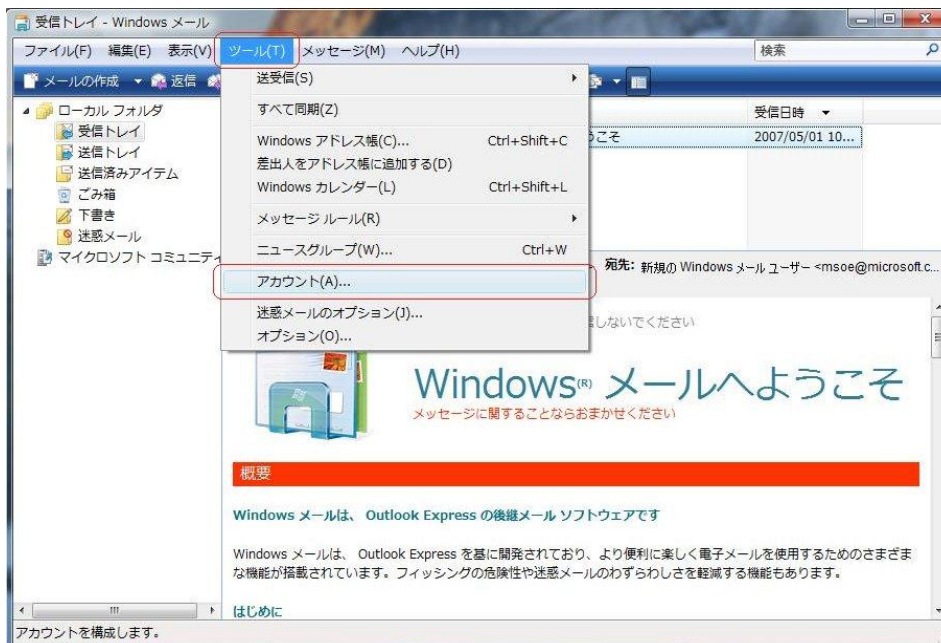 受信トレイ - Windows メール
ファイル(F) 編集(E) 表示(V) ツール(T) メッセージ(M) ヘルプ(H)
検索
メールの作成 返信
送受信(S)
すべて同期(Z)
Windows アドレス帳(C)... Ctrl+Shift+C
差出人をアドレス帳に追加する(D)
Windows カレンダー(L) Ctrl+Shift+L
メッセージ ルール(R)
ニュースグループ(W)... Ctrl+W
アカウント(A)...
迷惑メールのオプション(J)...
オプション(O)...
ローカル フォルダ
受信トレイ
送信トレイ
送信済みアイテム
ごみ箱
下書き
迷惑メール
マイクロソフト コミュニティ
受信日時
うこそ 2007/05/01 10...
宛先: 新規の Windows メール ユーザー <msoe@microsoft.c...
しないでください
Windows(R) メールへようこそ
メッセージに関することならおまかせください
概要
Windows メールは、 Outlook Express の後継メール ソフトウェアです
Windows メールは、 Outlook Express を基に開発されており、より便利に楽しく電子メールを使用するためのさまざま
な機能が搭載されています。フィッシングの危険性や迷惑メールのわずらわしさを軽減する機能もあります。
はじめに
アカウントを構成します。